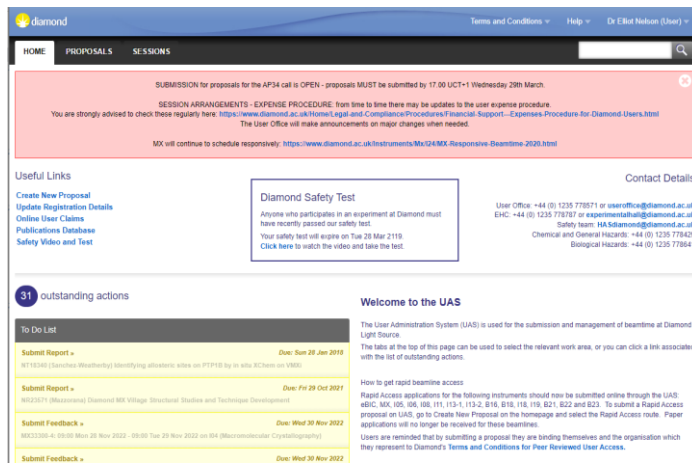 diamond
Terms and Conditions
Help
Dr Elliot Nelson (User)
HOME
PROPOSALS
SESSIONS
SUBMISSION for proposals for the AP34 call is OPEN - proposals MUST be submitted by 17.00 UCT+1 Wednesday 29th March.
SESSION ARRANGEMENTS - EXPENSE PROCEDURE: from time to time there may be updates to the user expense procedure.
You are strongly advised to check these regularly here: https://www.diamond.ac.uk/Home/Legal-and-Compliance/Procedures/Financial-Support---Expenses-Procedure-for-Diamond-Users.html
The User Office will make announcements on major changes when needed.
MX will continue to schedule responsively: https://www.diamond.ac.uk/Instruments/Mx/I24/MX-Responsive-Beamtime-2020.html
Useful Links
Create New Proposal
Update Registration Details
Online User Claims
Publications Database
Safety Video and Test
Diamond Safety Test
Anyone who participates in an experiment at Diamond must
have recently passed our safety test.
Your safety test will expire on Tue 28 Mar 2119.
Click here to watch the video and take the test.
Contact Details
User Office: +44 (0) 1235 778571 or useroffice@diamond.ac.uk
EHC: +44 (0) 1235 778787 or experimentalhall@diamond.ac.uk
Safety team: HASdiamond@diamond.ac.uk
Chemical and General Hazards: +44 (0) 1235 778429
Biological Hazards: +44 (0) 1235 778641
31 outstanding actions
To Do List
Submit Report »
Due: Sun 28 Jan 2018
NT18340 (Sanchez-Weatherby) Identifying allosteric sites on PTP1B by in situ XChem on VMXi
Submit Report »
Due: Fri 29 Oct 2021
NR23571 (Mazzorana) Diamond MX Village Structural Studies and Technique Development
Submit Feedback »
Due: Wed 30 Nov 2022
MX33300-4: 09:00 Mon 28 Nov 2022 - 09:00 Tue 29 Nov 2022 on I04 (Macromolecular Crystallography)
Submit Feedback »
Due: Wed 30 Nov 2022
Welcome to the UAS
The User Administration System (UAS) is used for the submission and management of beamtime at Diamond
Light Source.
The tabs at the top of this page can be used to select the relevant work area, or you can click a link associated
with the list of outstanding actions.
How to get rapid beamline access
Rapid Access applications for the following instruments should now be submitted online through the UAS:
eBIC, MX, I05, I06, I08, I11, I13-1, I13-2, B16, B18, I18, I19, B21, B22 and B23. To submit a Rapid Access
proposal on UAS, go to Create New Proposal on the homepage and select the Rapid Access route. Paper
applications will no longer be received for these beamlines.
Users are reminded that by submitting a proposal they are binding themselves and the organisation which
they represent to Diamond's Terms and Conditions for Peer Reviewed User Access.